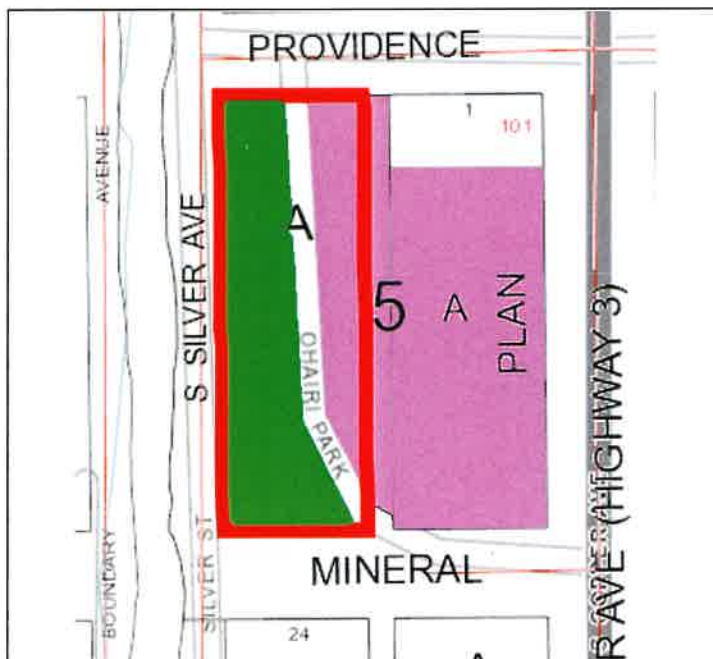 PROVIDENCE
1
101
AVENUE
S SILVER AVE
A
5
A
PLAN
OHAIRI PARK
R AVE (HIGHWAY 3)
BOUNDARY
SILVER ST
MINERAL
24
A